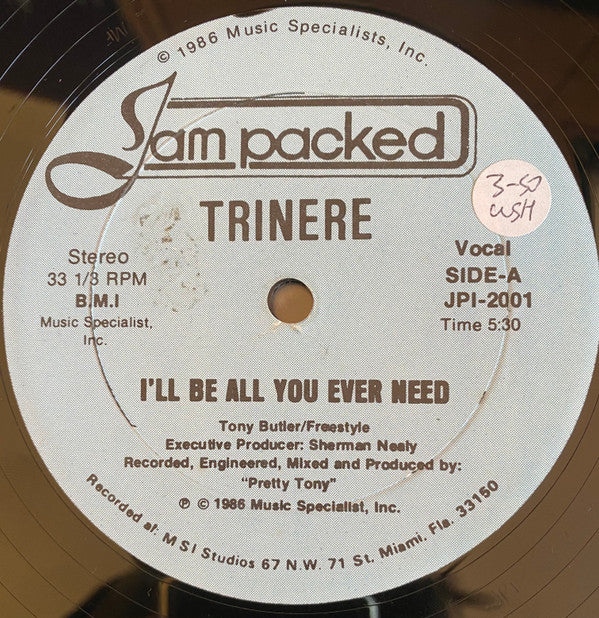 © 1986 Music Specialists, Inc.
Jam packed
3-50
WSH
TRINERE
Stereo
33 1/3 RPM
B.M.I
Music Specialist,
Inc.
Vocal
SIDE-A
JPI-2001
Time 5:30
I'LL BE ALL YOU EVER NEED
Tony Butler/Freestyle
Executive Producer: Sherman Nealy
Recorded, Engineered, Mixed and Produced by:
"Pretty Tony"
℗ © 1986 Music Specialist, Inc.
Recorded at: M S I Studios 67 N.W. 71 St. Miami. Fla. 33150